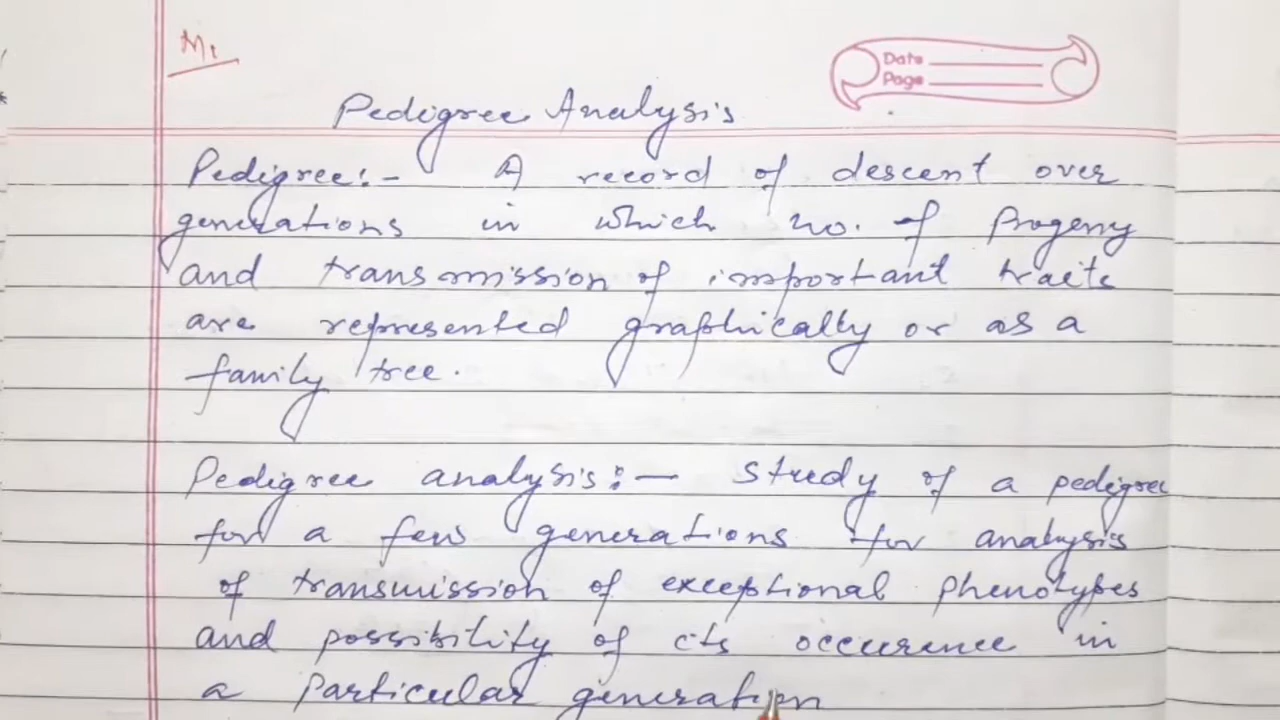 M1
Date
Page
Pedigree Analysis
Pedigree:- A record of descent over
generations in which no. of Progeny
and transmission of important traits
are represented graphically or as a
family tree.
Pedigree analysis:- Study of a pedigree
for a few generations for analysis
of transmission of exceptional phenotypes
and possibility of its occurence in
a particular generation